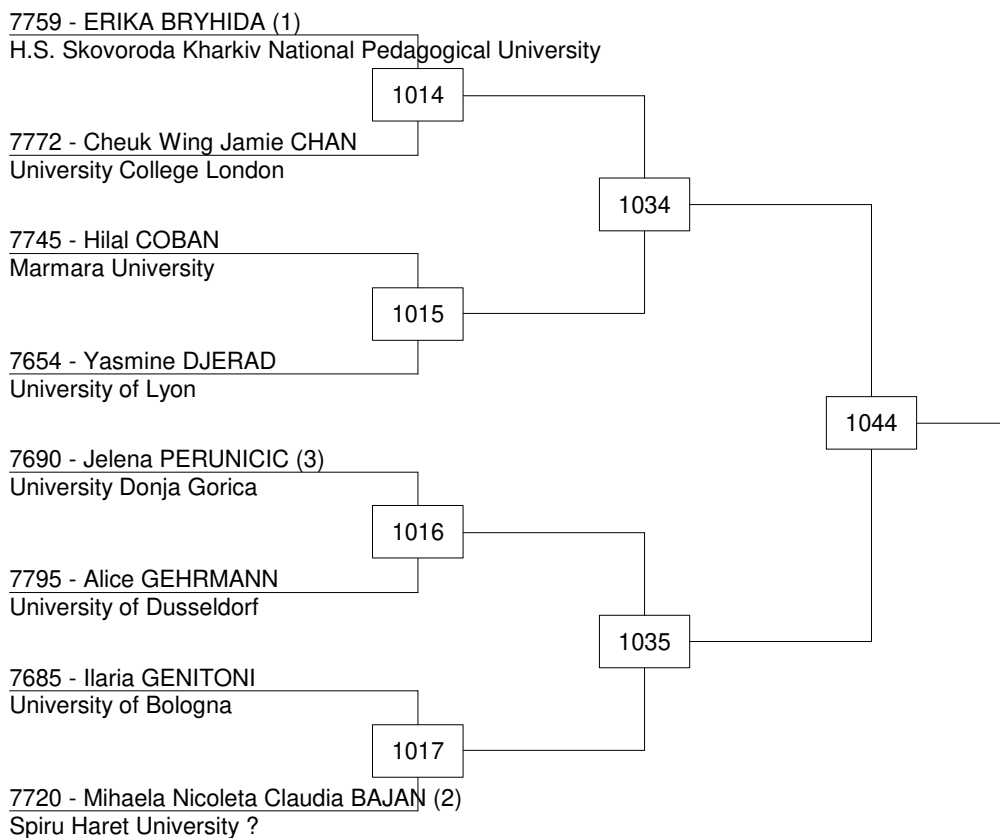 7759 - ERIKA BRYHIDA (1)
H.S. Skovoroda Kharkiv National Pedagogical University
1014
7772 - Cheuk Wing Jamie CHAN
University College London
1034
7745 - Hilal COBAN
Marmara University
1015
7654 - Yasmine DJERAD
University of Lyon
1044
7690 - Jelena PERUNICIC (3)
University Donja Gorica
1016
7795 - Alice GEHRMANN
University of Dusseldorf
1035
7685 - Ilaria GENITONI
University of Bologna
1017
7720 - Mihaela Nicoleta Claudia BAJAN (2)
Spiru Haret University ?